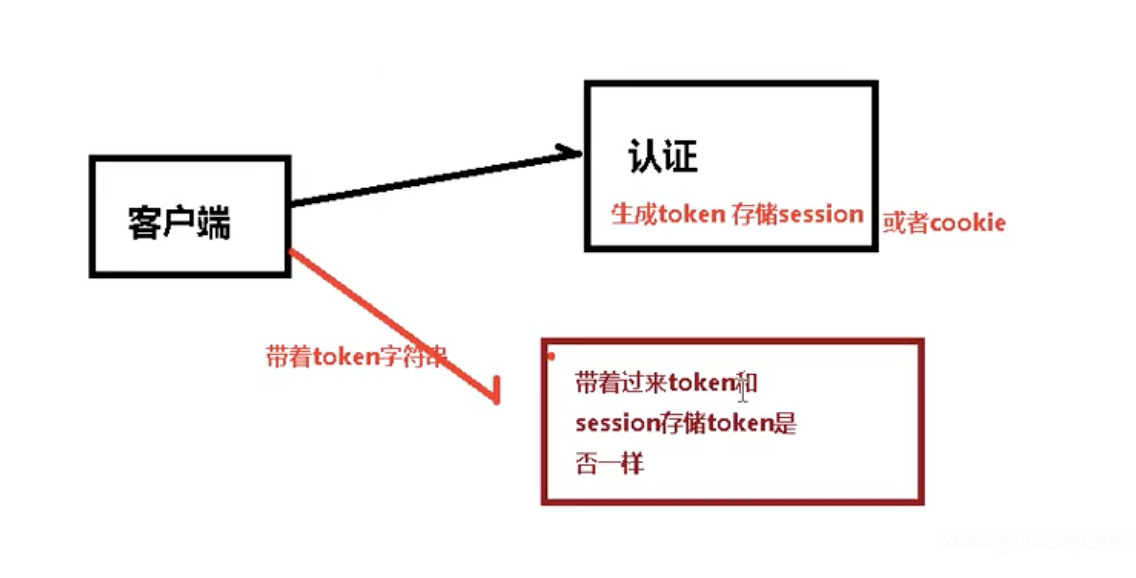 认证
客户端
生成token 存储session
或者cookie
带着token字符串
带着过来token和
session存储token是
否一样